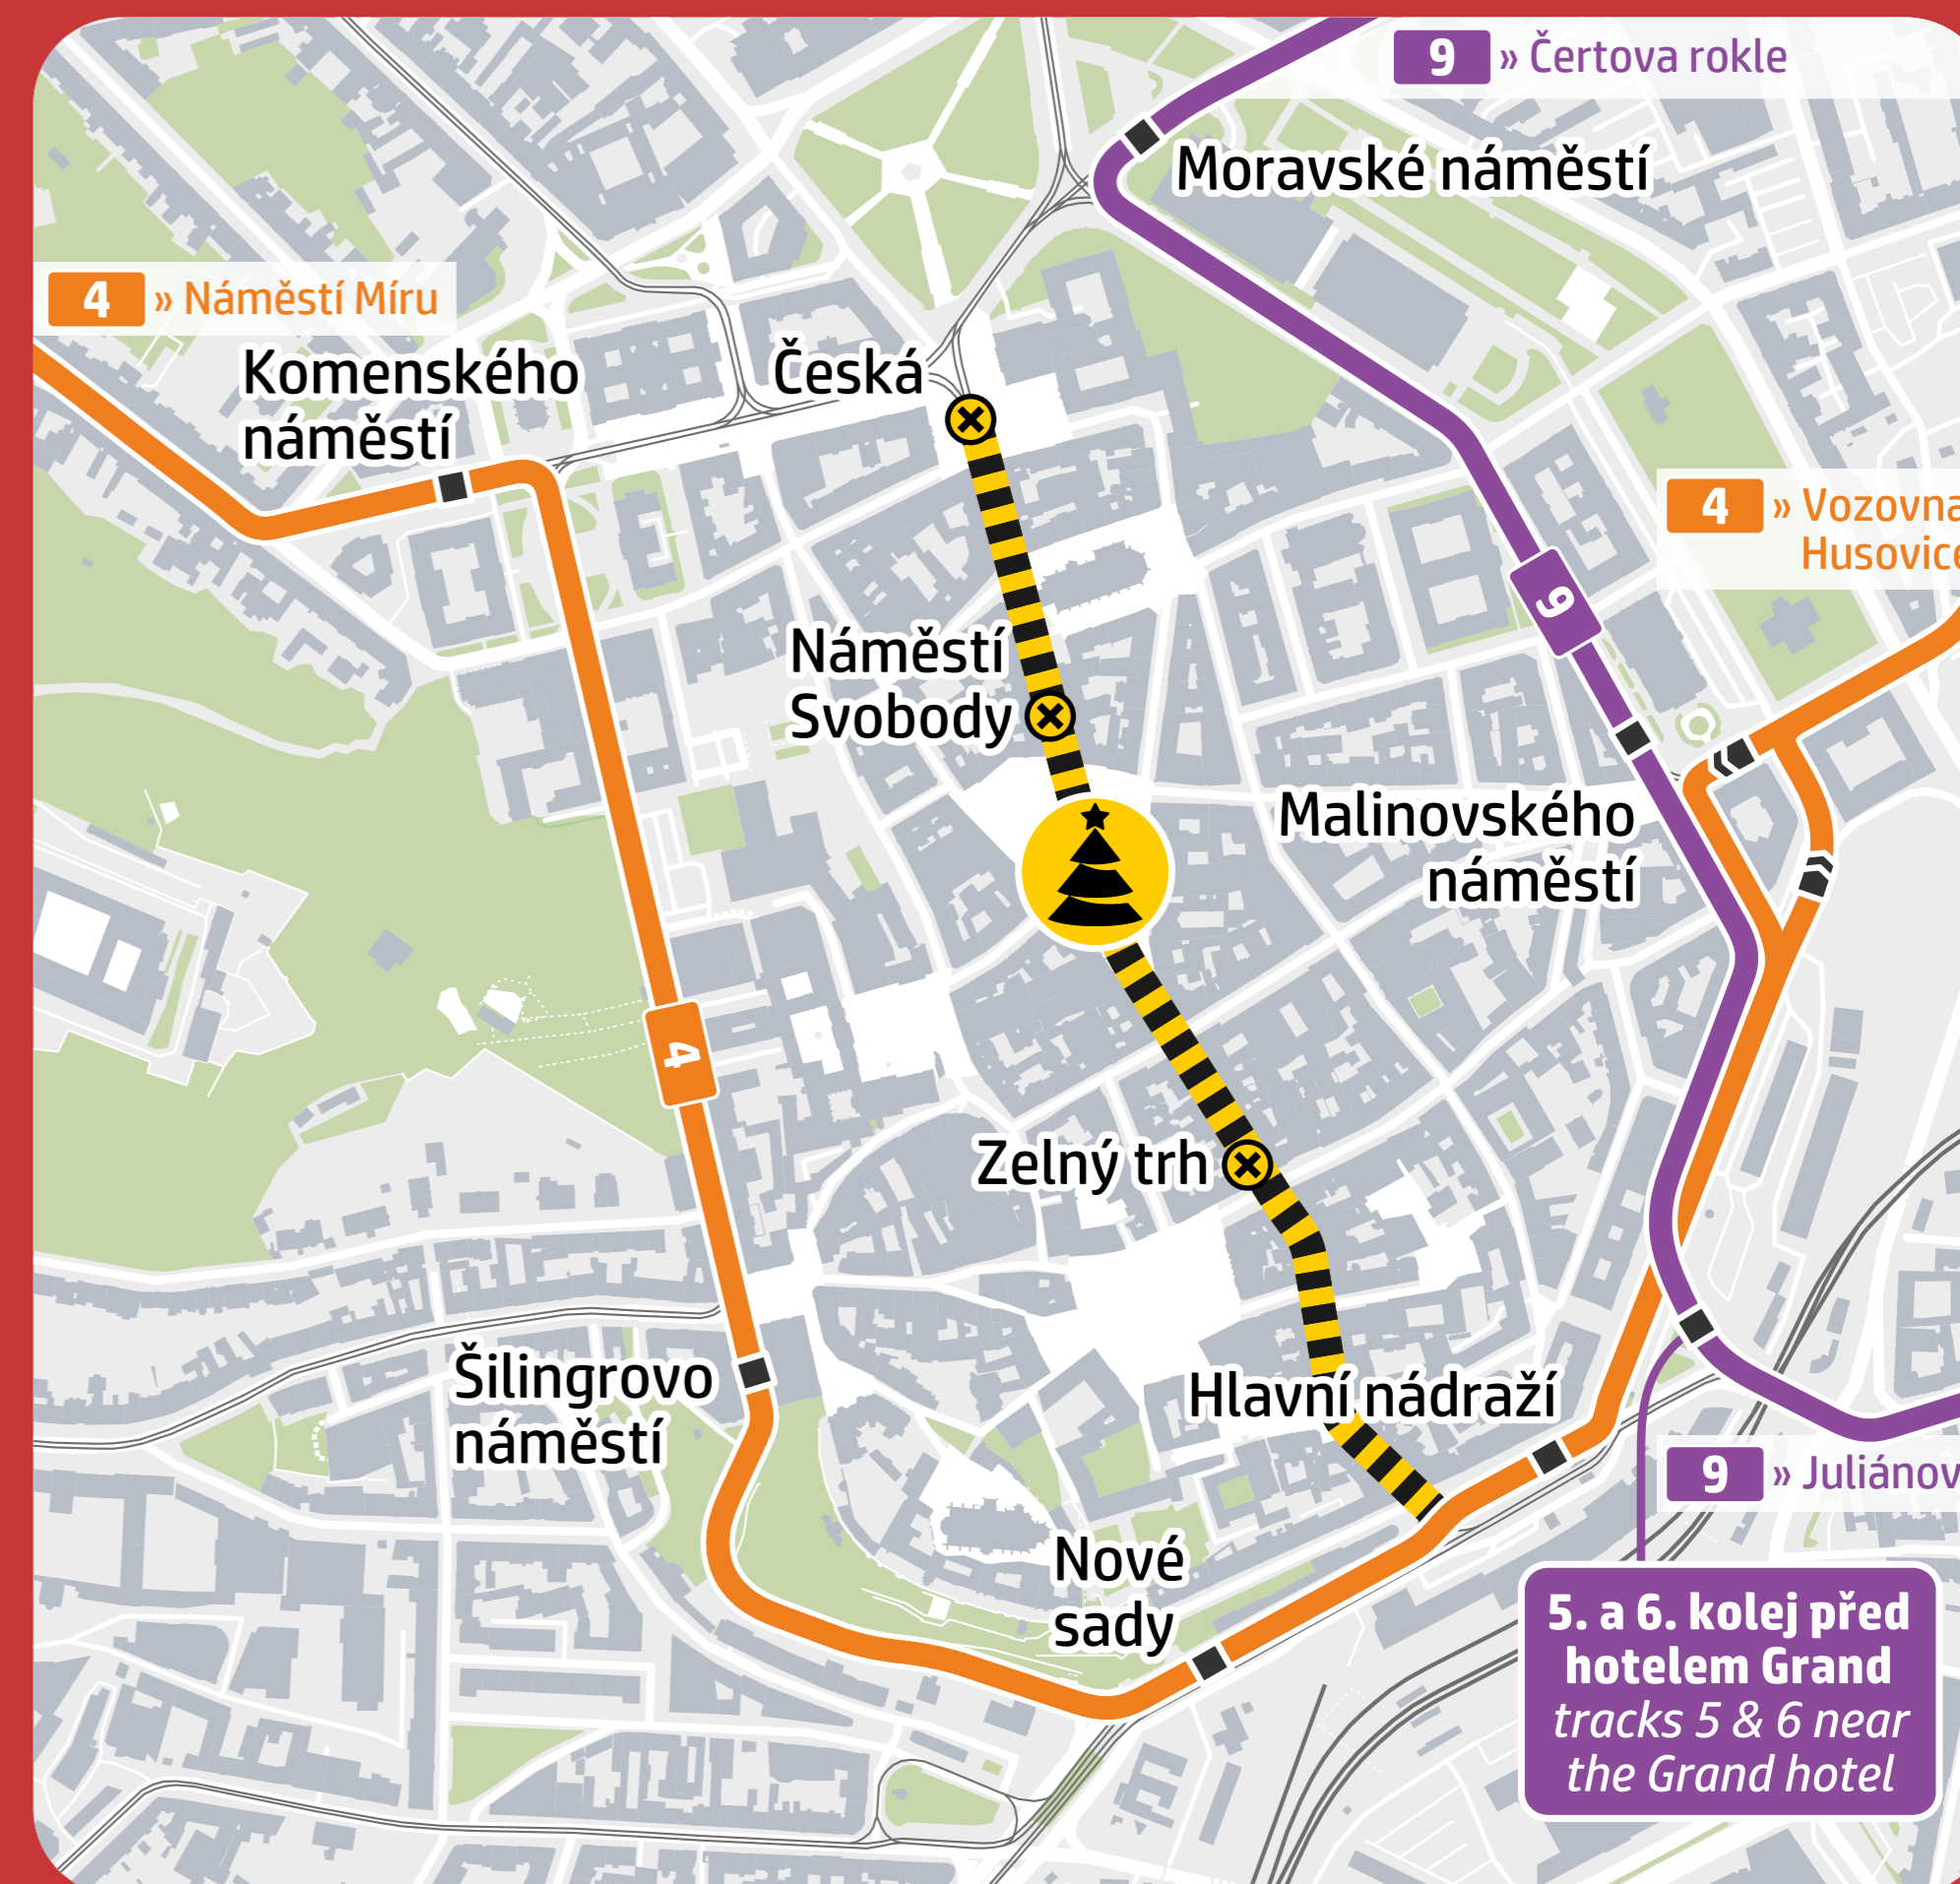 9 » Čertova rokle
Moravské náměstí
4 » Náměstí Míru
Komenského
náměstí
Česká
4 » Vozovna
Husovice
9
Náměstí
Svobody
Malinovského
náměstí
4
Zelný trh
Šilingrovo
náměstí
Hlavní nádraží
9 » Juliánov
Nové
sady
5. a 6. kolej před
hotelem Grand
tracks 5 & 6 near
the Grand hotel